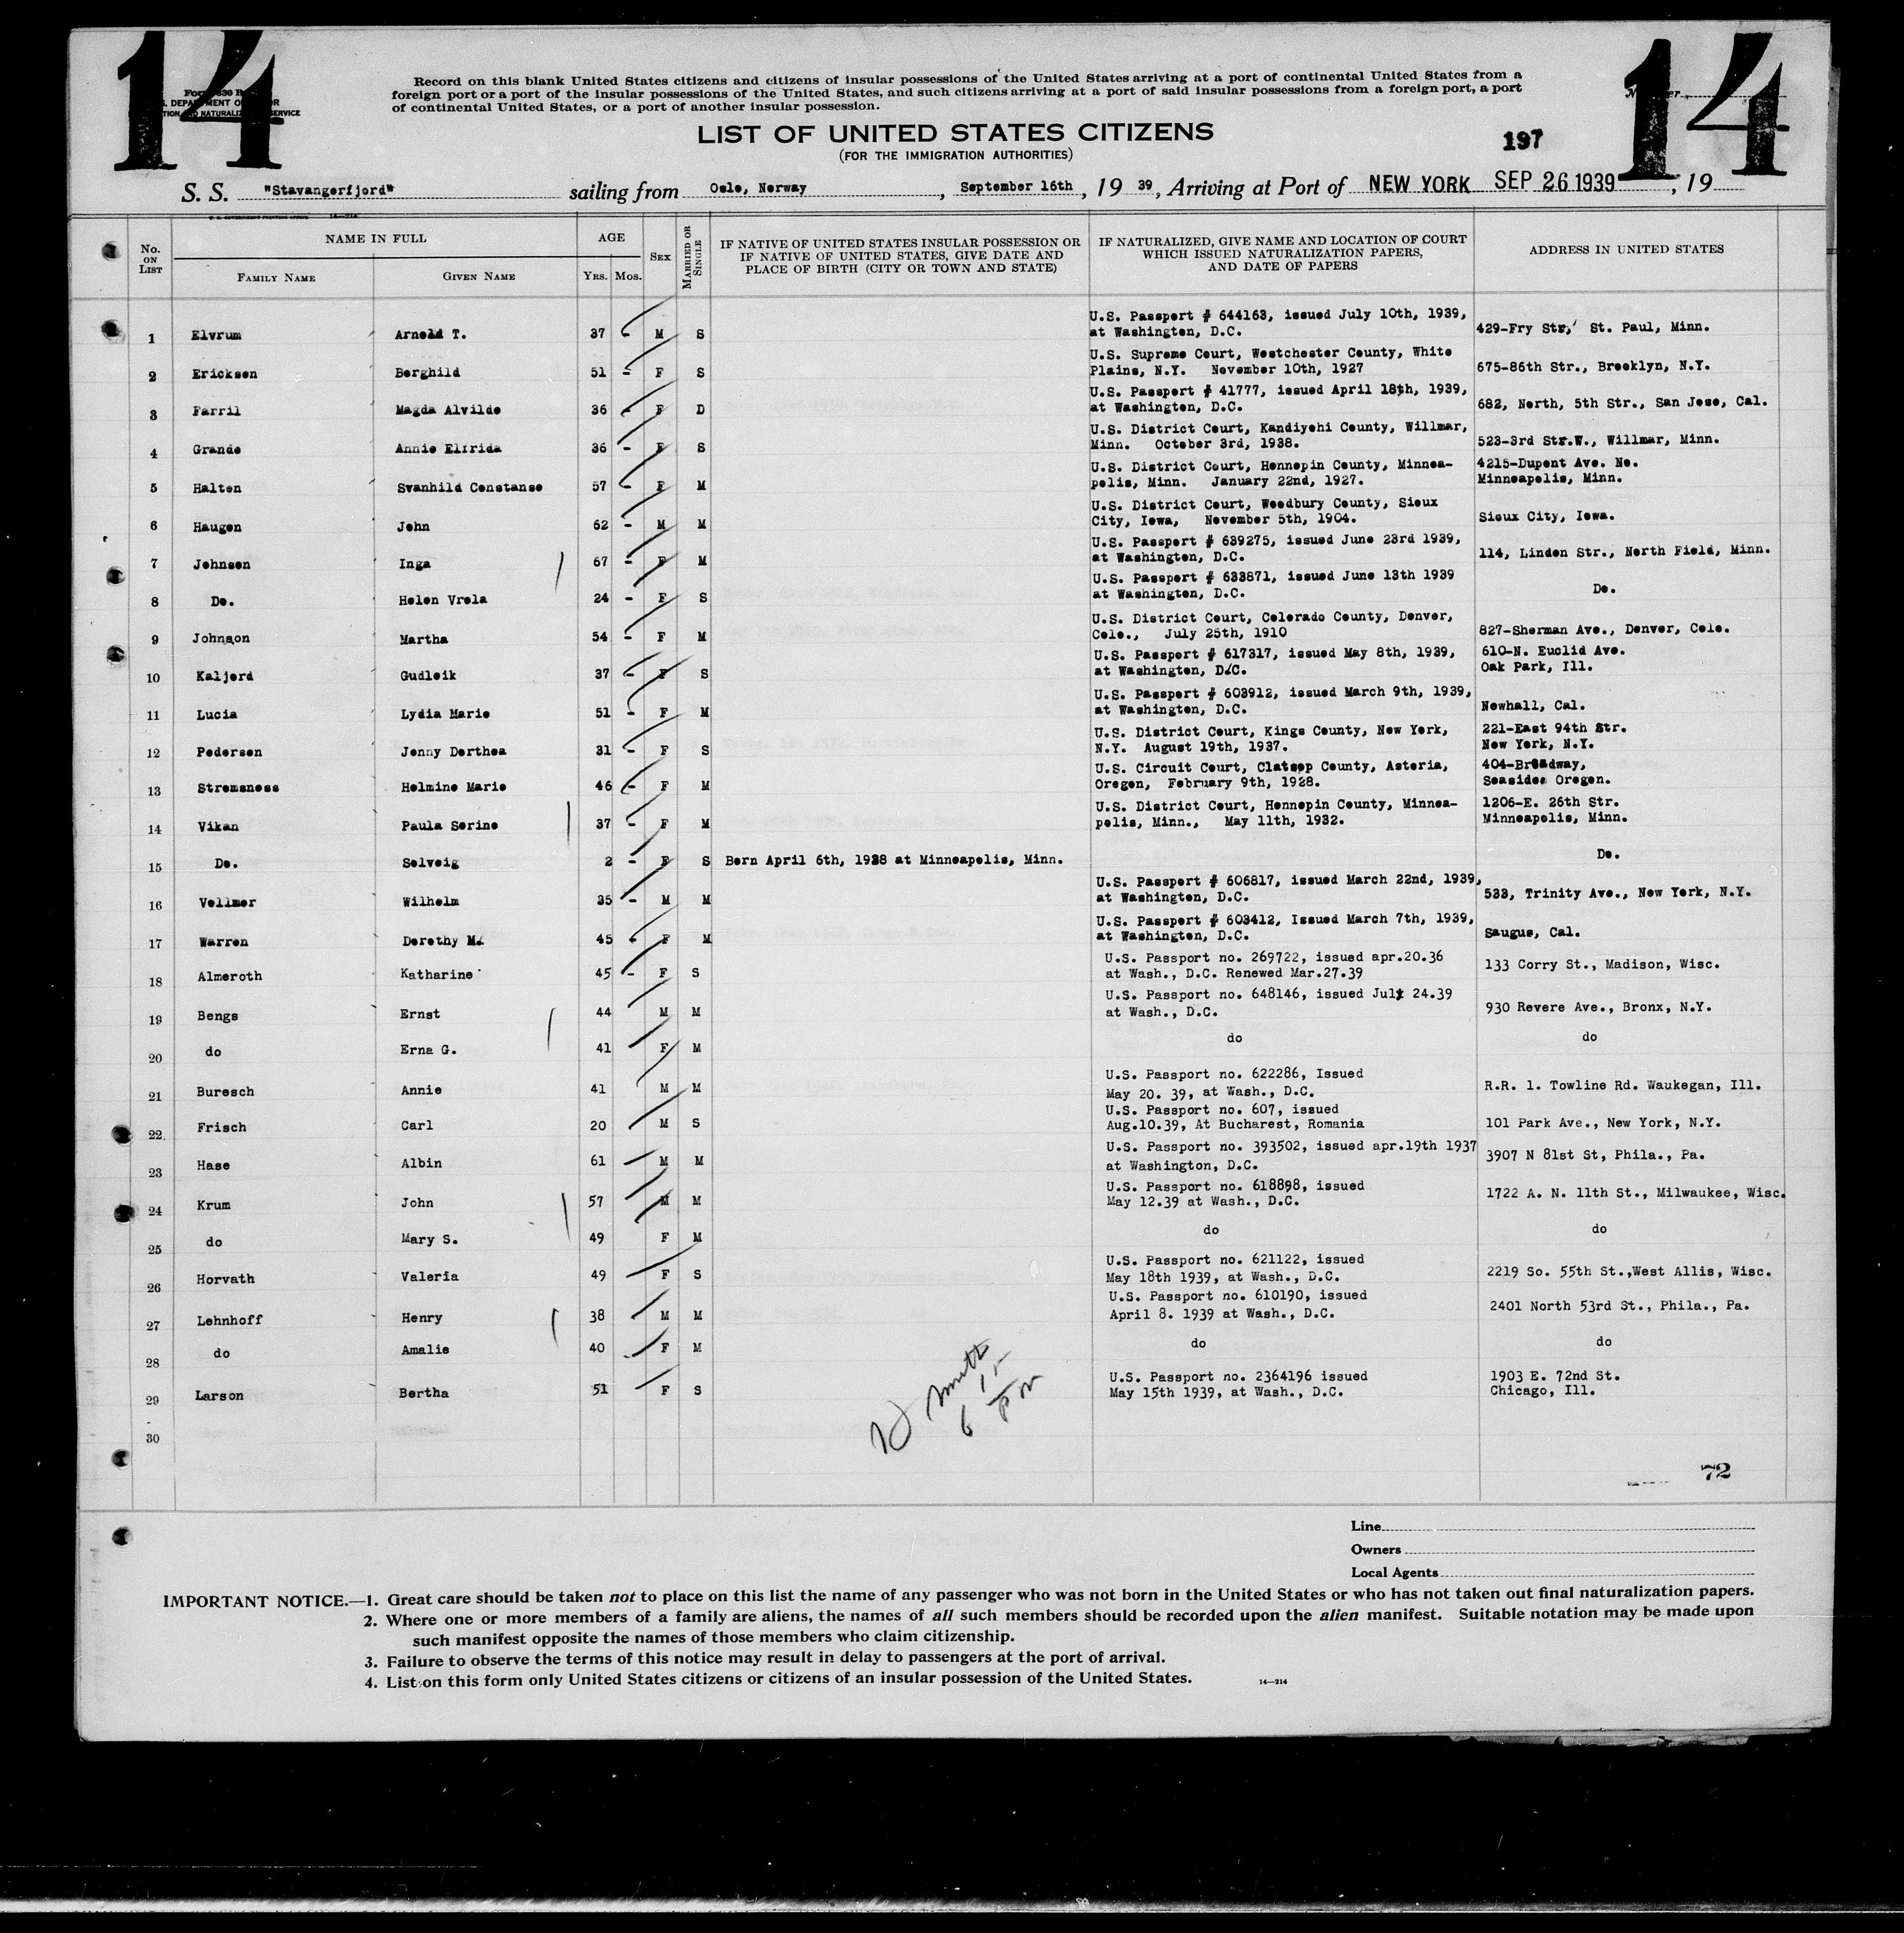 14
14
Record on this blank United States citizens and citizens of insular possessions of the United States arriving at a port of continental United States from a
foreign port or a port of the insular possessions of the United States, and such citizens arriving at a port of said insular possessions from a foreign port, a port
of continental United States, or a port of another insular possession.
LIST OF UNITED STATES CITIZENS
(FOR THE IMMIGRATION AUTHORITIES)
197
S. S. "Stavangerfjord" sailing from Oslo, Norway, September 16th, 19 39, Arriving at Port of NEW YORK SEP 26 1939, 19
No. ON LIST
NAME IN FULL
FAMILY NAME GIVEN NAME
AGE
YRS. MOS.
SEX
MARRIED OR SINGLE
IF NATIVE OF UNITED STATES INSULAR POSSESSION OR
IF NATIVE OF UNITED STATES, GIVE DATE AND
PLACE OF BIRTH (CITY OR TOWN AND STATE)
IF NATURALIZED, GIVE NAME AND LOCATION OF COURT
WHICH ISSUED NATURALIZATION PAPERS,
AND DATE OF PAPERS
ADDRESS IN UNITED STATES
1 Elvrum Arnold T. 37 - M S U.S. Passport # 644163, issued July 10th, 1939,
at Washington, D.C. 429-Fry Str, St. Paul, Minn.
2 Ericksen Borghild 51 - F S U.S. Supreme Court, Westchester County, White
Plains, N.Y. November 10th, 1927 675-86th Str., Brooklyn, N.Y.
3 Farril Magda Alvilde 36 - F D U.S. Passport # 41777, issued April 18th, 1939,
at Washington, D.C. 682, North, 5th Str., San Jose, Cal.
4 Grande Annie Elfrida 36 - F S U.S. District Court, Kandiyohi County, Willmar,
Minn. October 3rd, 1938. 523-3rd Str.W., Willmar, Minn.
5 Halten Svanhild Constanse 57 - F M U.S. District Court, Hennepin County, Minnea-
polis, Minn. January 22nd, 1927. 4215-Dupont Ave. No.
Minneapolis, Minn.
6 Haugen John 62 - M M U.S. District Court, Woodbury County, Sioux
City, Iowa, November 5th, 1904. Sioux City, Iowa.
7 Johnsen Inga 67 - F M U.S. Passport # 639275, issued June 23rd 1939,
at Washington, D.C. 114, Linden Str., North Field, Minn.
8 Do. Helen Vrola 24 - F S U.S. Passport # 633871, issued June 13th 1939
at Washington, D.C. Do.
9 Johnson Martha 54 - F M U.S. District Court, Colorado County, Denver,
Colo., July 25th, 1910 827-Sherman Ave., Denver, Colo.
10 Kaljord Gudleik 37 - F S U.S. Passport # 617317, issued May 8th, 1939,
at Washington, D.C. 610-N. Euclid Ave.
Oak Park, Ill.
11 Lucia Lydia Marie 51 - F M U.S. Passport # 603912, issued March 9th, 1939,
at Washington, D.C. Newhall, Cal.
12 Pedersen Jenny Dorthea 31 - F S U.S. District Court, Kings County, New York,
N.Y. August 19th, 1937. 221-East 94th Str.
New York, N.Y.
13 Stromsness Helmine Marie 46 - F M U.S. Circuit Court, Clatsop County, Astoria,
Oregon, February 9th, 1928. 404-Broadway,
Seaside, Oregon.
14 Vikan Paula Serine 37 - F M U.S. District Court, Hennepin County, Minnea-
polis, Minn., May 11th, 1932. 1206-E. 26th Str.
Minneapolis, Minn.
15 Do. Solveig 2 - F S Born April 6th, 1938 at Minneapolis, Minn. Do.
16 Vollmer Wilhelm 35 - M M U.S. Passport # 606817, issued March 22nd, 1939,
at Washington, D.C. 533, Trinity Ave., New York, N.Y.
17 Warren Dorothy M. 45 - F M U.S. Passport # 603412, Issued March 7th, 1939,
at Washington, D.C. Saugus, Cal.
18 Almeroth Katharine 45 - F S U.S. Passport no. 269722, issued apr.20.36
at Wash., D.C. Renewed Mar.27.39 133 Corry St., Madison, Wisc.
19 Bengs Ernst 44 M M U.S. Passport no. 648146, issued July 24.39
at Wash., D.C. 930 Revere Ave., Bronx, N.Y.
20 do Erna G. 41 F M do do
21 Buresch Annie 41 M M U.S. Passport no. 622286, Issued
May 20. 39, at Wash., D.C. R.R. 1. Towline Rd. Waukegan, Ill.
22. Frisch Carl 20 M S U.S. Passport no. 607, issued
Aug.10.39, At Bucharest, Romania 101 Park Ave., New York, N.Y.
23 Hase Albin 61 M M U.S. Passport no. 393502, issued apr.19th 1937
at Washington, D.C. 3907 N 81st St, Phila., Pa.
24 Krum John 57 M M U.S. Passport no. 618898, issued
May 12.39 at Wash., D.C. 1722 A. N. 11th St., Milwaukee, Wisc.
25 do Mary S. 49 F M do do
26 Horvath Valeria 49 F S U.S. Passport no. 621122, issued
May 18th 1939, at Wash., D.C. 2219 So. 55th St.,West Allis, Wisc.
27 Lehnhoff Henry 38 M M U.S. Passport no. 610190, issued
April 8. 1939 at Wash., D.C. 2401 North 53rd St., Phila., Pa.
28 do Amalie 40 F M do do
29 Larson Bertha 51 F S U.S. Passport no. 2364196 issued
May 15th 1939, at Wash., D.C. 1903 E. 72nd St.
Chicago, Ill.
30
72
Line
Owners
Local Agents
IMPORTANT NOTICE.—1. Great care should be taken not to place on this list the name of any passenger who was not born in the United States or who has not taken out final naturalization papers.
2. Where one or more members of a family are aliens, the names of all such members should be recorded upon the alien manifest. Suitable notation may be made upon
such manifest opposite the names of those members who claim citizenship.
3. Failure to observe the terms of this notice may result in delay to passengers at the port of arrival.
4. List on this form only United States citizens or citizens of an insular possession of the United States.
14—214